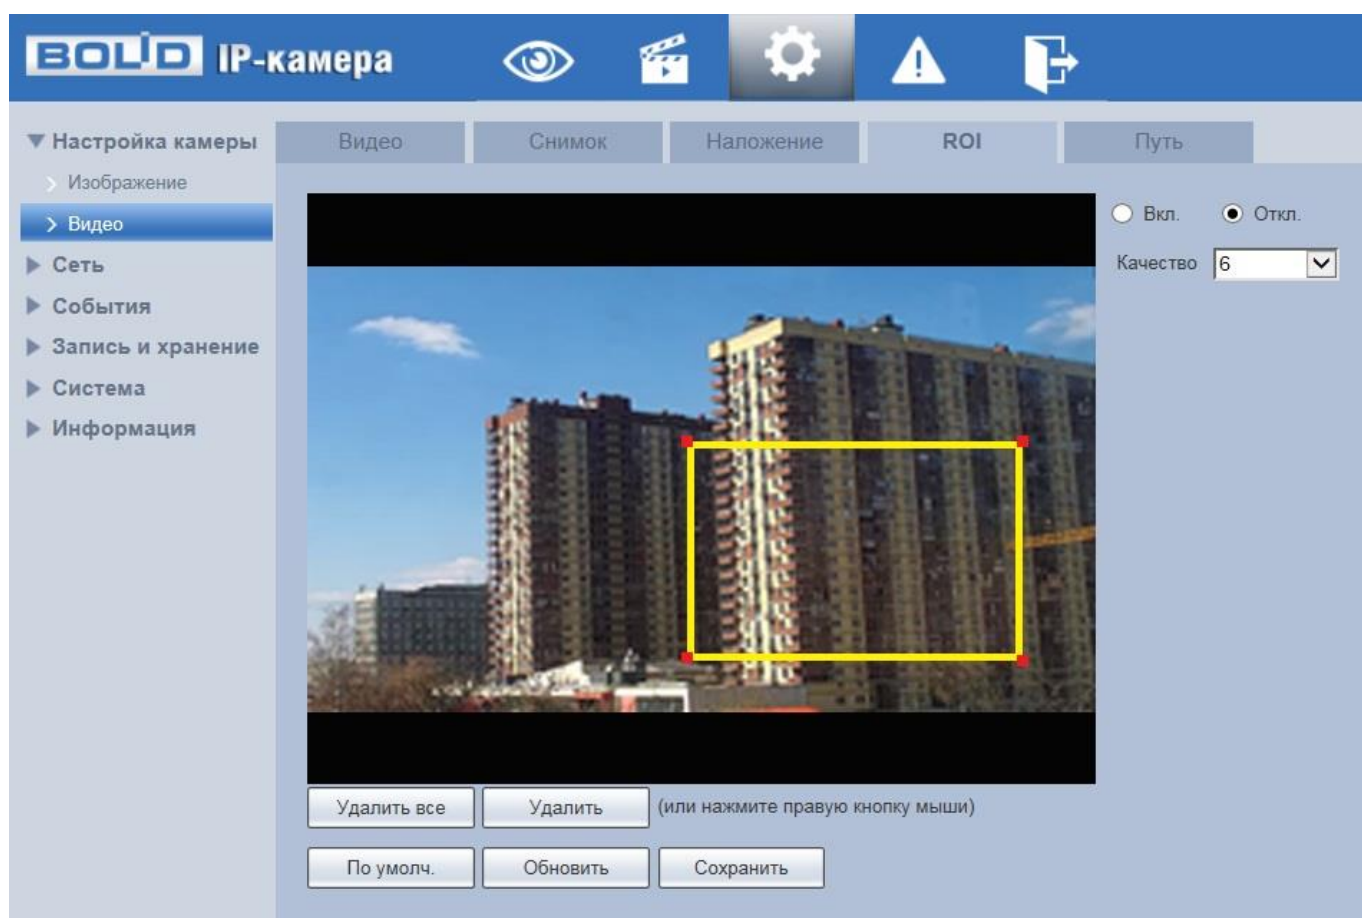 BOLID IP-камера
Настройка камеры
Изображение
Видео
Сеть
События
Запись и хранение
Система
Информация
Видео Снимок Наложение ROI Путь
Вкл. Откл.
Качество 6
Удалить все Удалить (или нажмите правую кнопку мыши)
По умолч. Обновить Сохранить